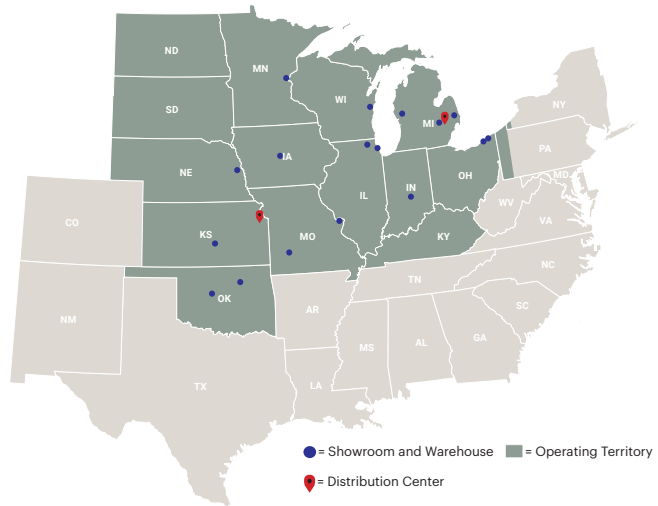 ND
MN
SD
WI
MI
NY
IA
NE
PA
OH
MD
IL
IN
CO
KS
MO
WV
VA
KY
NC
TN
OK
NM
AR
SC
MS
AL
GA
TX
LA
= Showroom and Warehouse
= Operating Territory
= Distribution Center